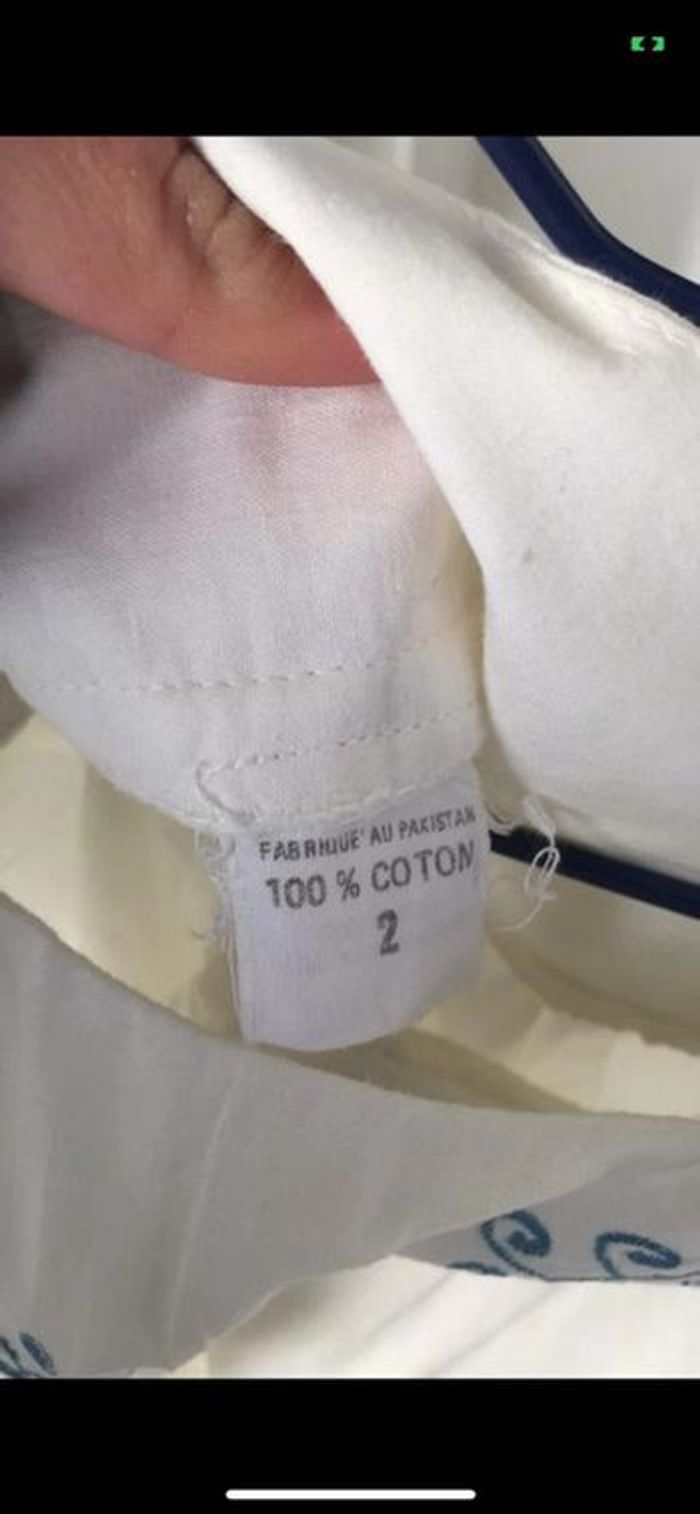 FABRIQUE' AU PAKISTAN
100 % COTON
2